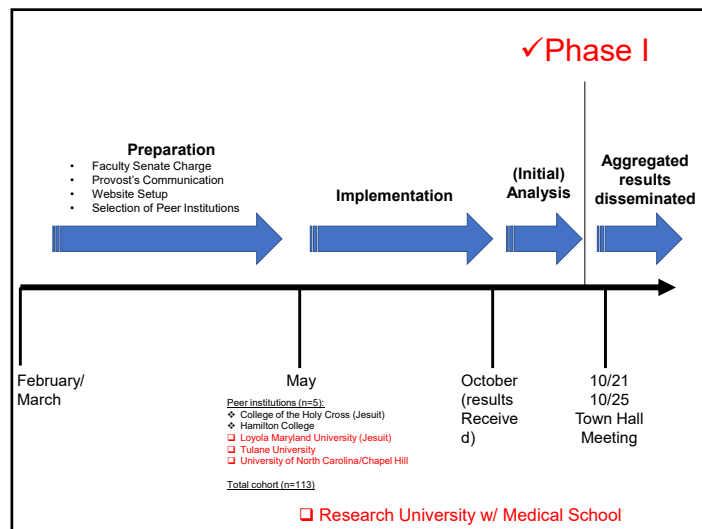 ✓Phase I
Preparation
• Faculty Senate Charge
• Provost's Communication
• Website Setup
• Selection of Peer Institutions
Implementation
(Initial)
Analysis
Aggregated
results
disseminated
February/
March
May
Peer institutions (n=5):
❖ College of the Holy Cross (Jesuit)
❖ Hamilton College
❑ Loyola Maryland University (Jesuit)
❑ Tulane University
❑ University of North Carolina/Chapel Hill
Total cohort (n=113)
October
(results
Receive
d)
10/21
10/25
Town Hall
Meeting
❑ Research University w/ Medical School